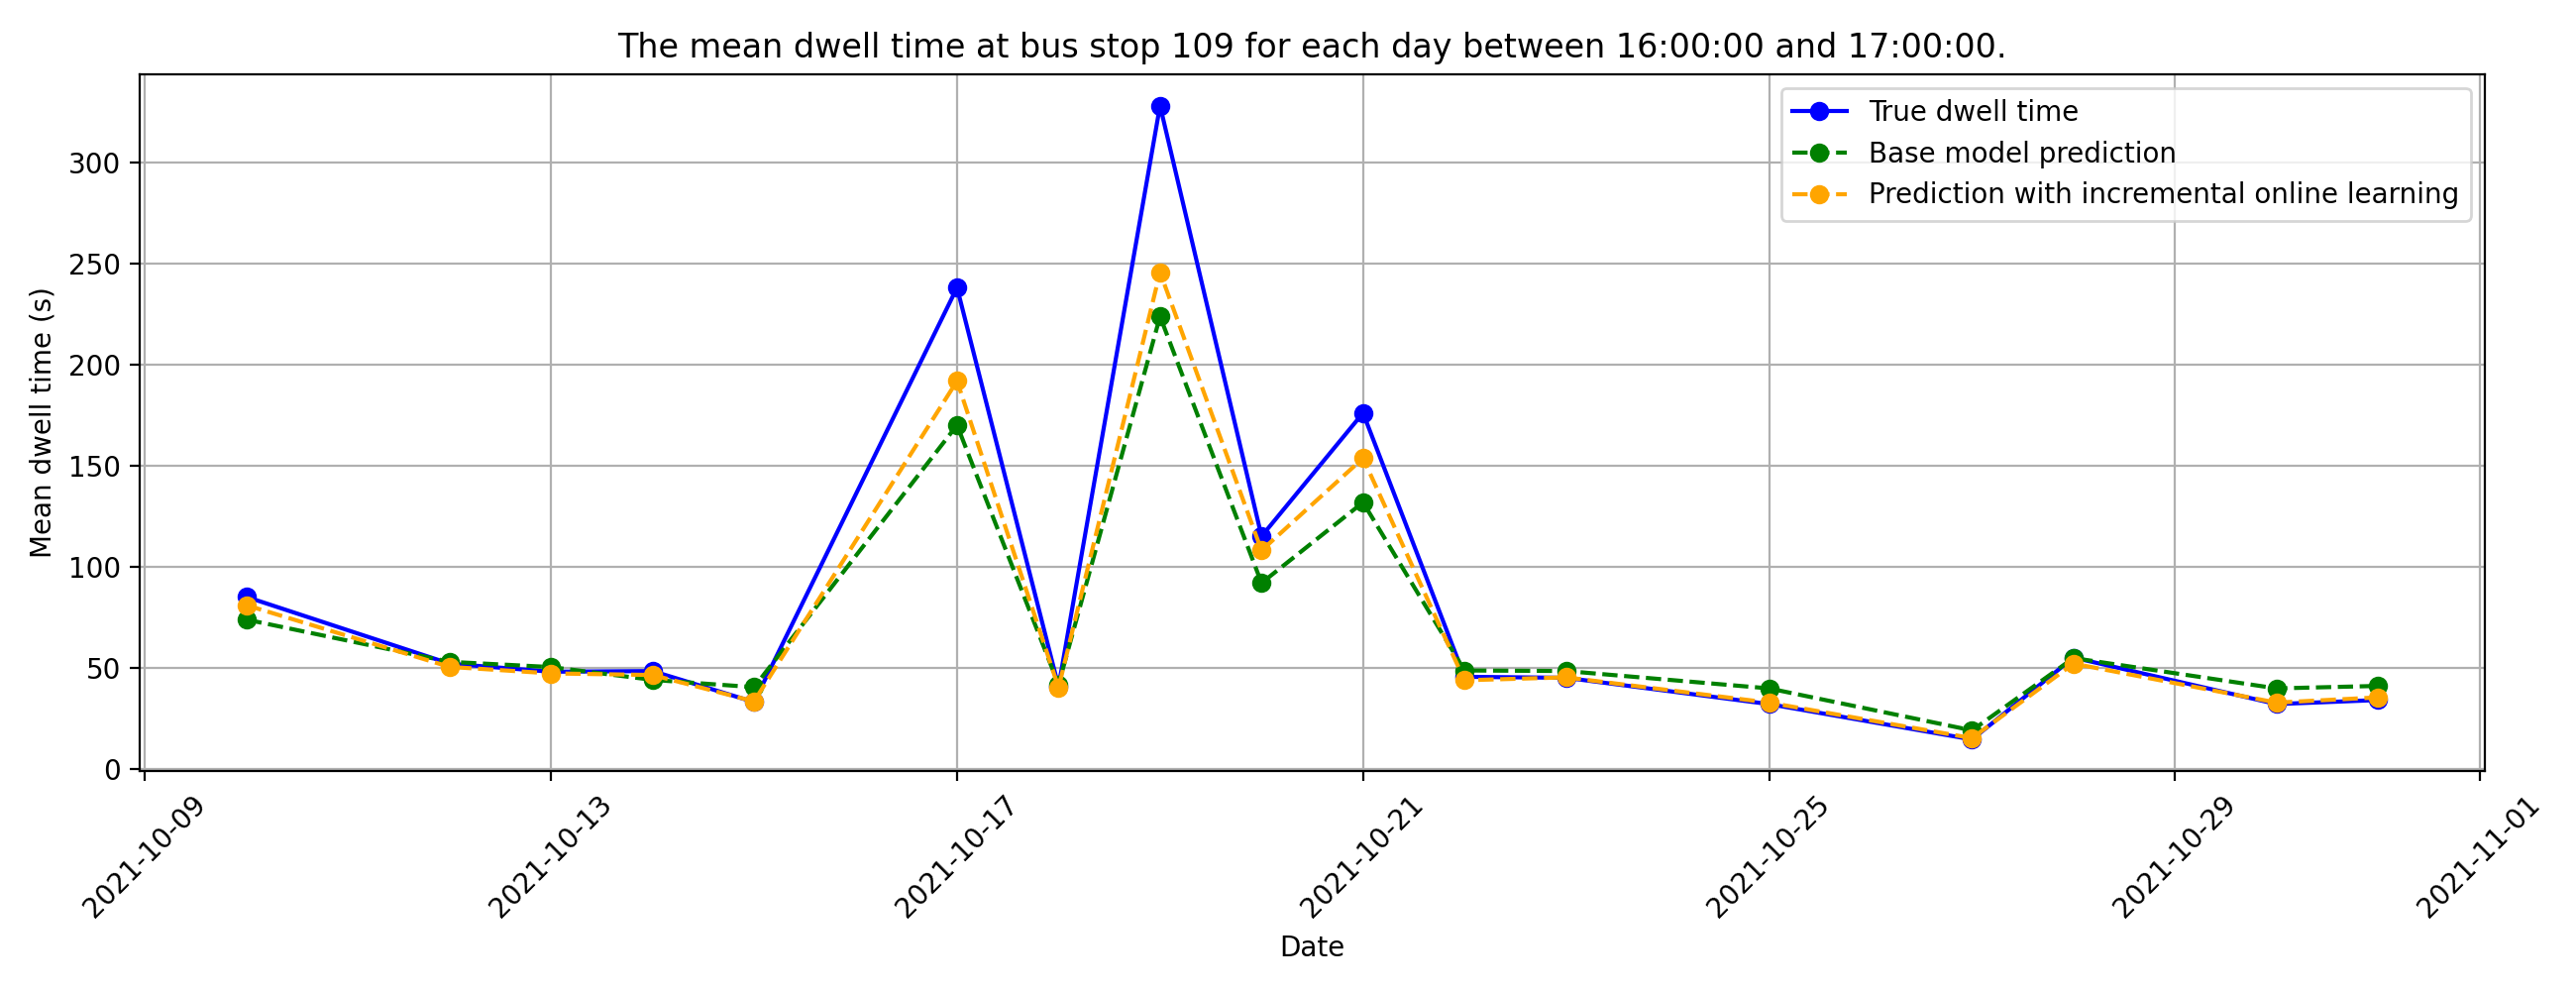 The mean dwell time at bus stop 109 for each day between 16:00:00 and 17:00:00.
True dwell time
Base model prediction
Prediction with incremental online learning
Mean dwell time (s)
300
250
200
150
100
50
0
2021-10-09
2021-10-13
2021-10-17
2021-10-21
2021-10-25
2021-10-29
2021-11-01
Date